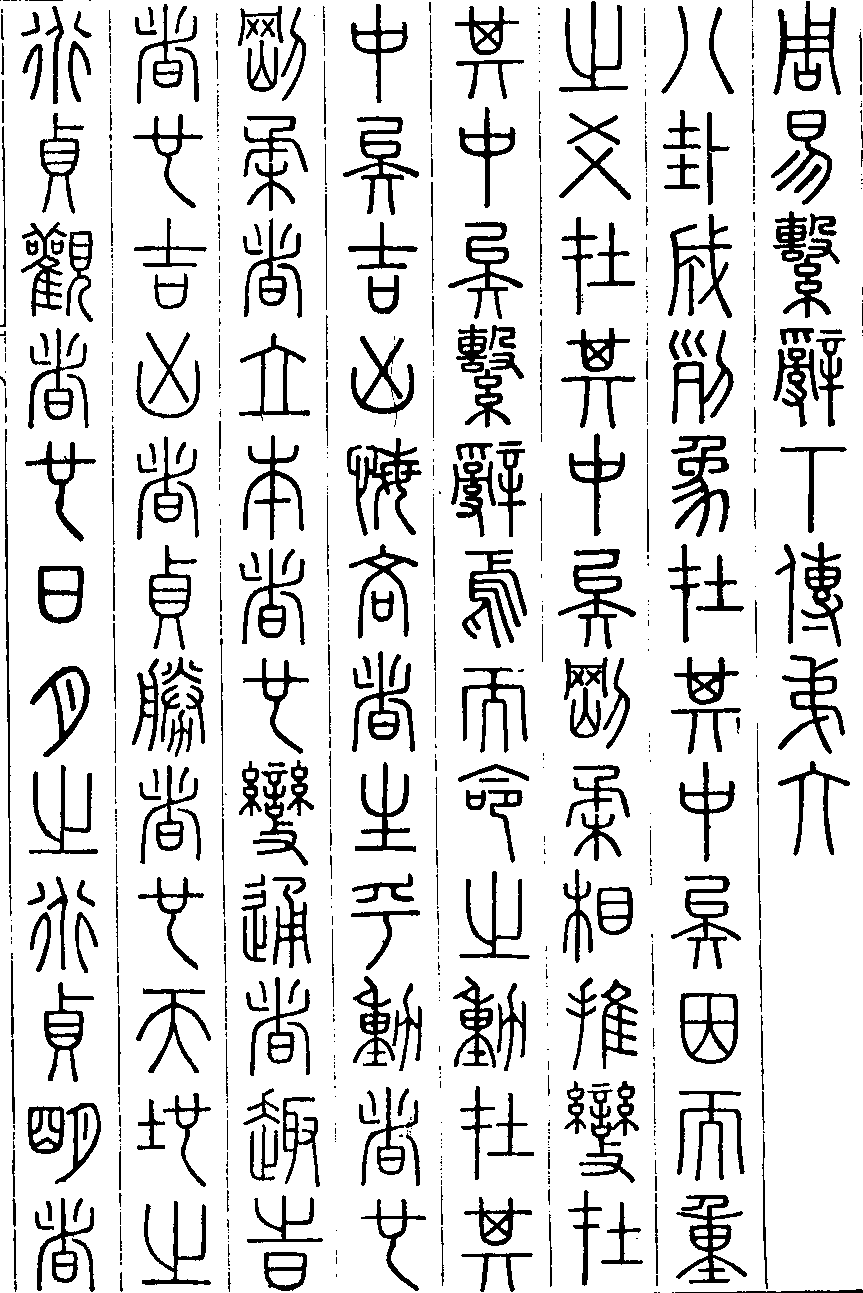 周易繫辭下傳弟六
八卦成列象在其中矣因而重
之爻在其中矣剛柔相推變在
其中矣繫辭焉而命之動在其
中矣吉凶悔吝者生乎動者也
剛柔者立本者也變通者趣旹
者也吉凶者貞勝者也天地之
道貞觀者也日月之道貞明者